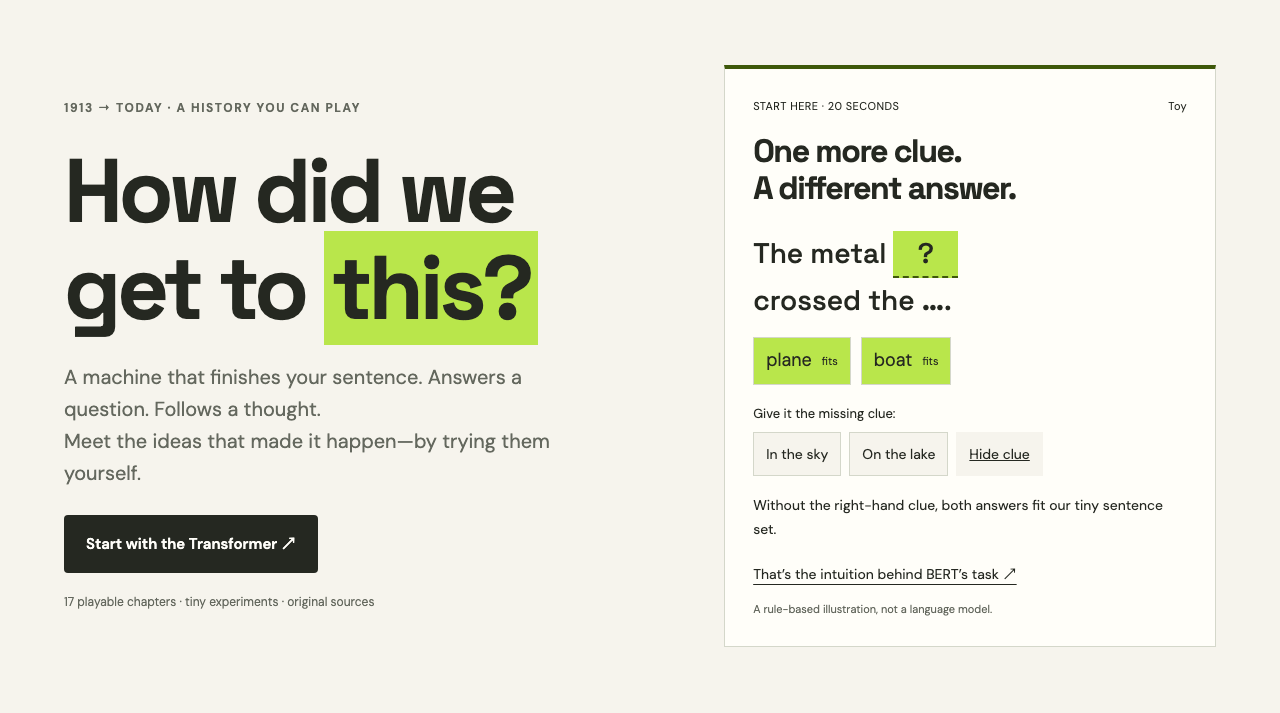 1913 → TODAY · A HISTORY YOU CAN PLAY
How did we
get to this?
A machine that finishes your sentence. Answers a
question. Follows a thought.
Meet the ideas that made it happen—by trying them
yourself.
Start with the Transformer ↗
17 playable chapters · tiny experiments · original sources
START HERE · 20 SECONDS Toy
One more clue.
A different answer.
The metal ?
crossed the ….
plane fits boat fits
Give it the missing clue:
In the sky On the lake Hide clue
Without the right-hand clue, both answers fit our tiny sentence
set.
That’s the intuition behind BERT’s task ↗
A rule-based illustration, not a language model.